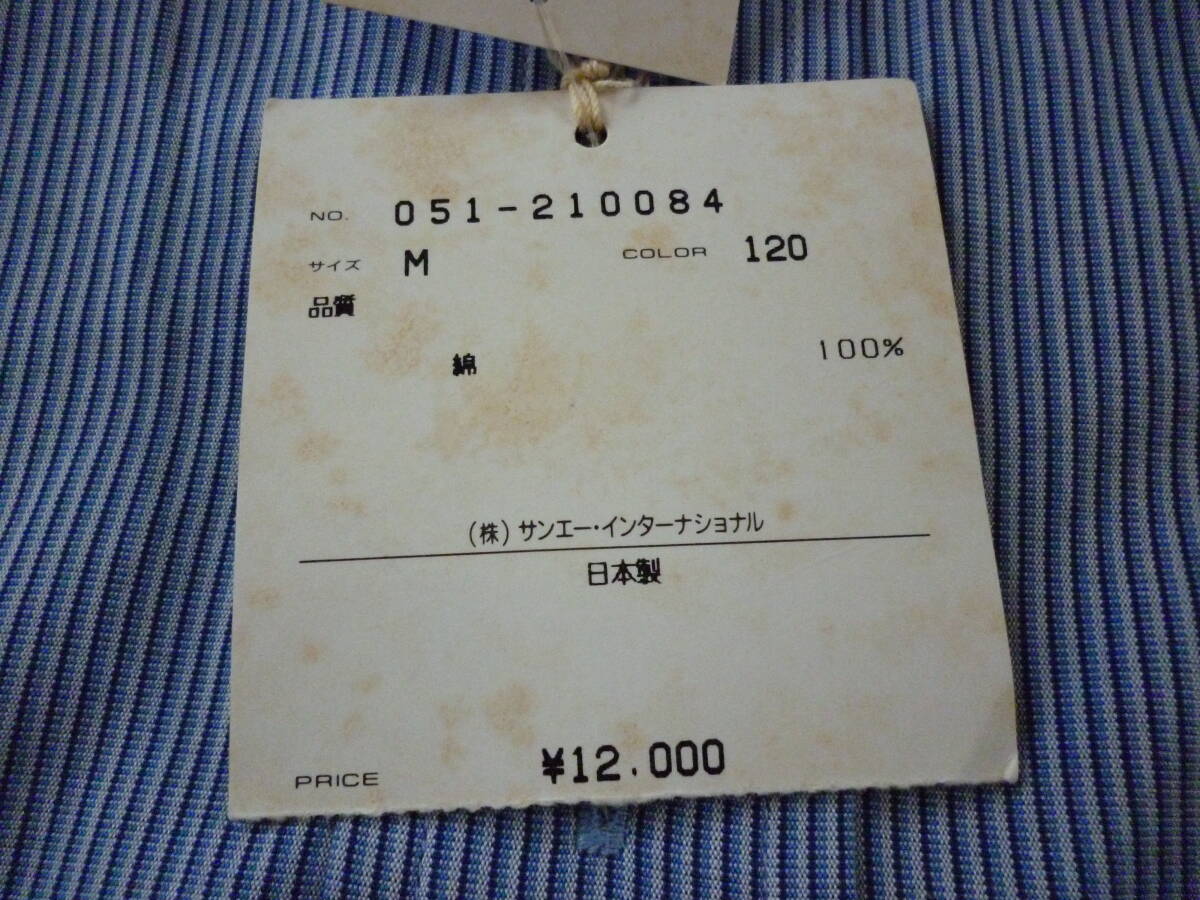 NO. 051-210084
サイズ M COLOR 120
品質
綿 100%
(株) サンエー・インターナショナル
日本製
PRICE ¥12.000